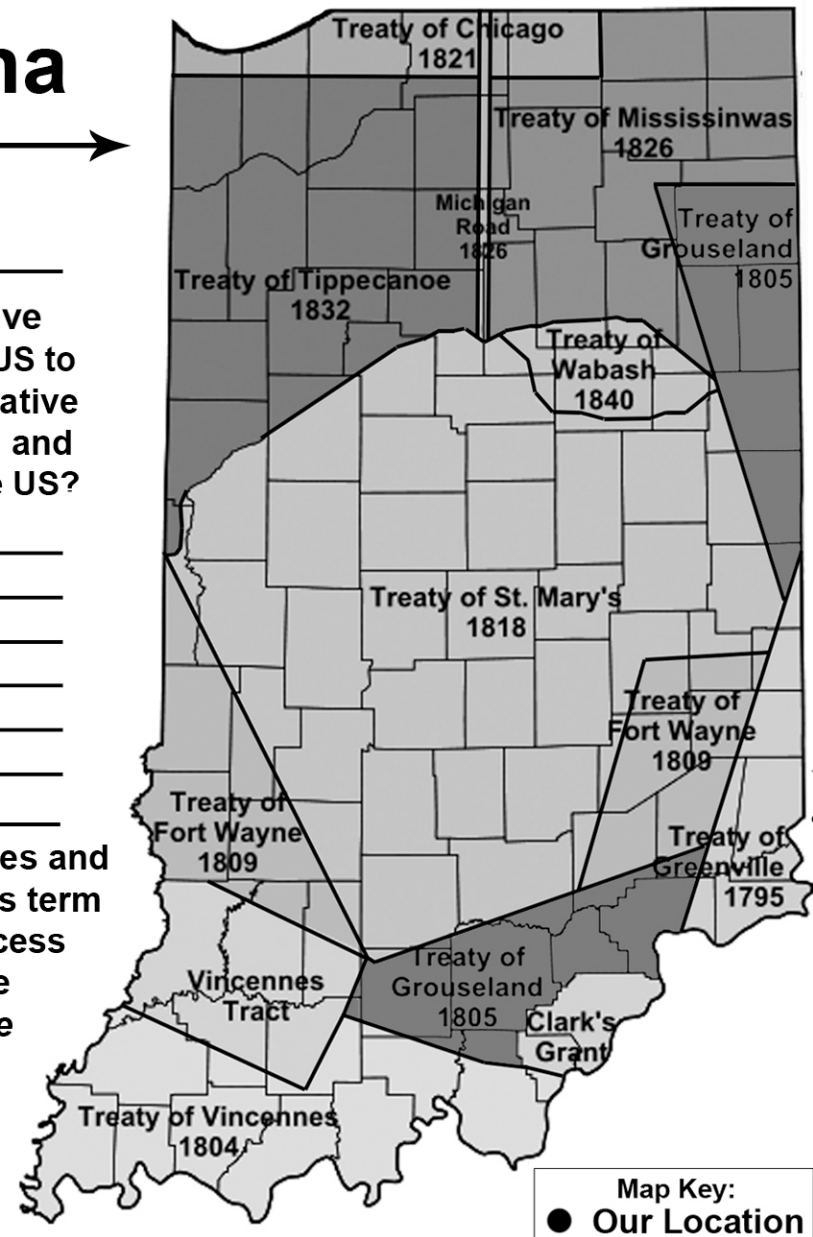 na
ve
US to
ative
and
e US?
es and
s term
cess
e
e
Treaty of Chicago
1821
Treaty of Mississinwas
1826
Michigan
Road
1826
Treaty of
Grouseland
1805
Treaty of Tippecanoe
1832
Treaty of
Wabash
1840
Treaty of St. Mary's
1818
Treaty of
Fort Wayne
1809
Treaty of
Fort Wayne
1809
Treaty of
Greenville
1795
Treaty of
Grouseland
1805
Vincennes
Tract
Clark's
Grant
Treaty of Vincennes
1804
Map Key:
● Our Location